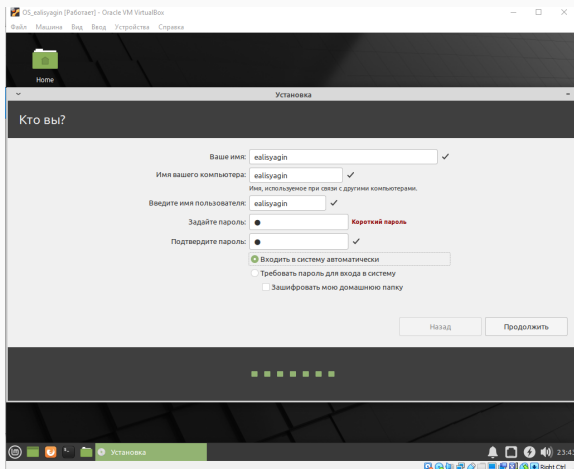 OS_ealisyagin [Работает] - Oracle VM VirtualBox
Файл Машина Вид Ввод Устройства Справка
Home
Установка
Кто вы?
Ваше имя: ealisyagin
Имя вашего компьютера: ealisyagin
Имя, используемое при связи с другими компьютерами.
Введите имя пользователя: ealisyagin
Задайте пароль: ● Короткий пароль
Подтвердите пароль: ●
Входить в систему автоматически
Требовать пароль для входа в систему
Зашифровать мою домашнюю папку
Назад Продолжить
Установка
Right Ctrl